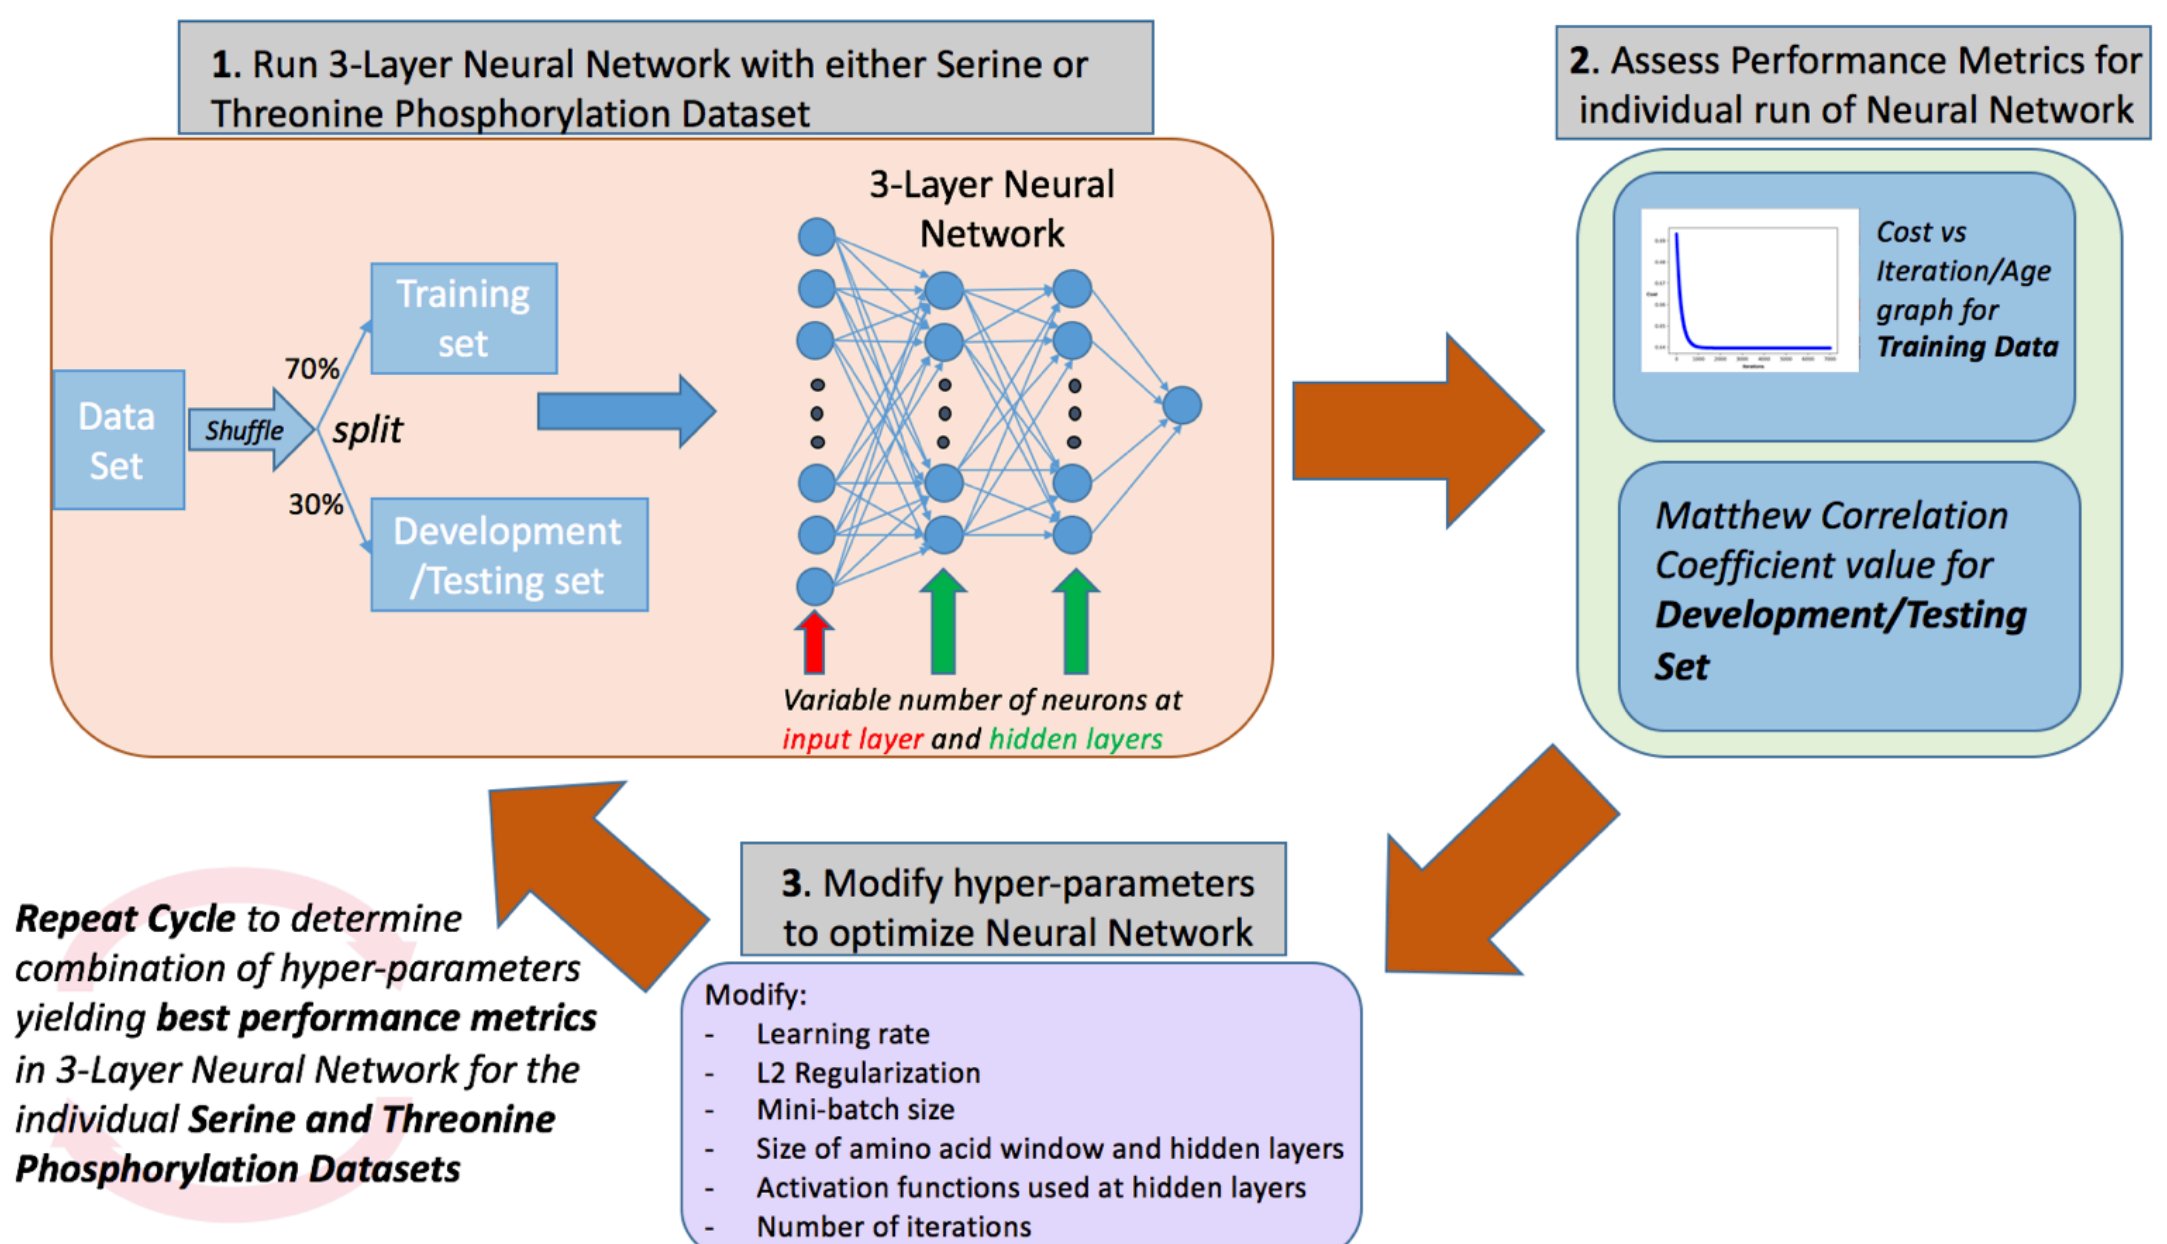 1. Run 3-Layer Neural Network with either Serine or
Threonine Phosphorylation Dataset
2. Assess Performance Metrics for
individual run of Neural Network
3-Layer Neural
Network
Data
Set
Shuffle
70%
split
30%
Training
set
Development
/Testing set
Variable number of neurons at
input layer and hidden layers
Cost vs
Iteration/Age
graph for
Training Data
Matthew Correlation
Coefficient value for
Development/Testing
Set
3. Modify hyper-parameters
to optimize Neural Network
Modify:
- Learning rate
- L2 Regularization
- Mini-batch size
- Size of amino acid window and hidden layers
- Activation functions used at hidden layers
- Number of iterations
Repeat Cycle to determine
combination of hyper-parameters
yielding best performance metrics
in 3-Layer Neural Network for the
individual Serine and Threonine
Phosphorylation Datasets